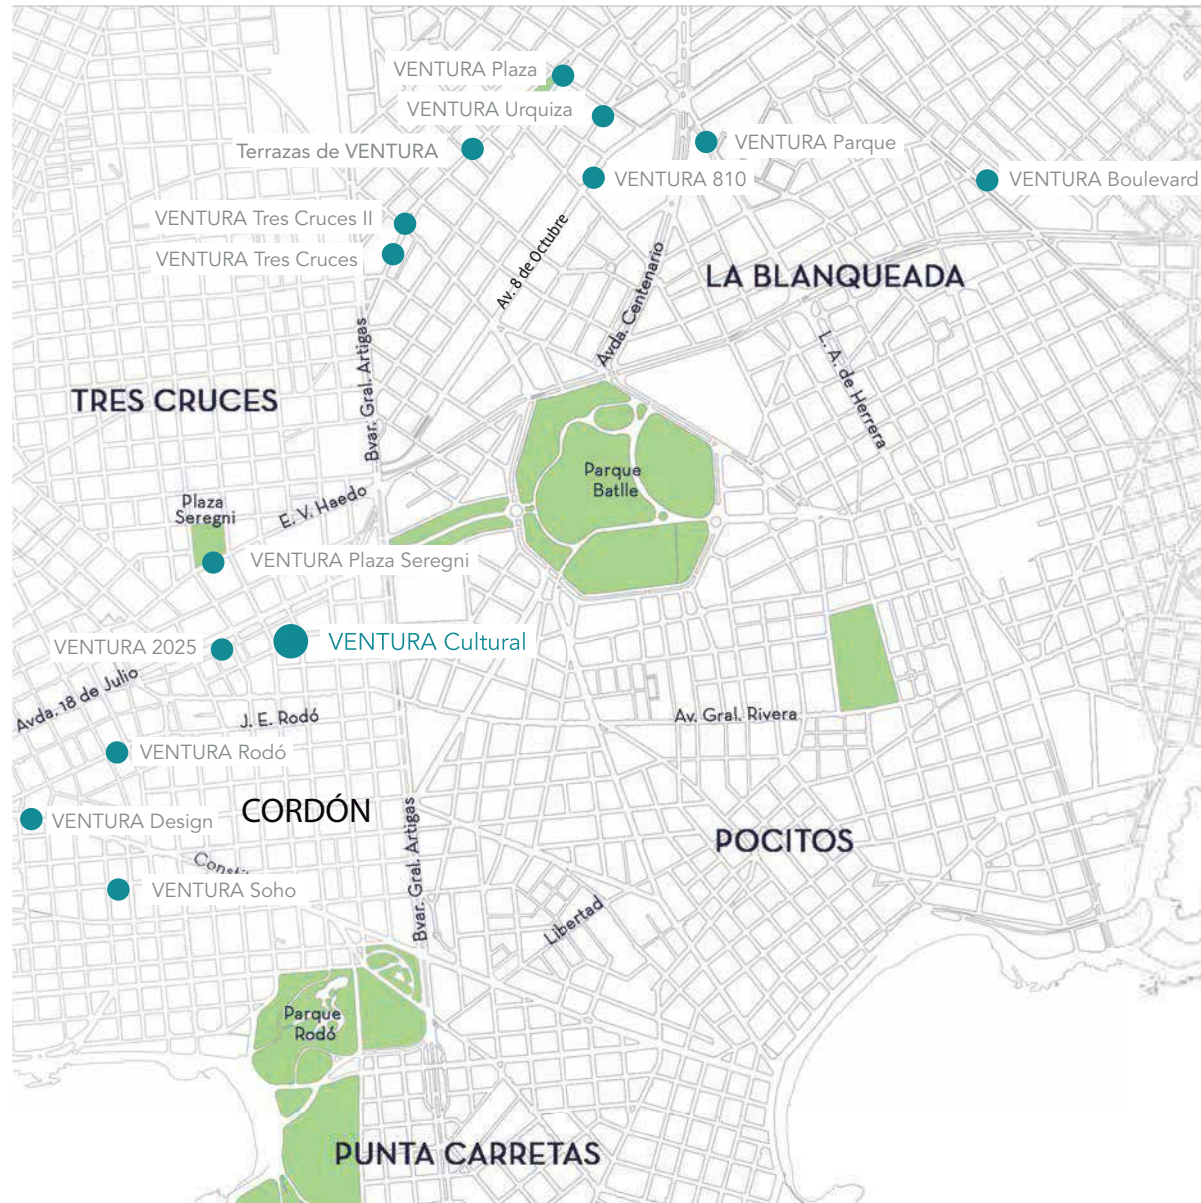 VENTURA Plaza
VENTURA Urquiza
Terrazas de VENTURA
VENTURA Parque
VENTURA 810
VENTURA Boulevard
VENTURA Tres Cruces II
VENTURA Tres Cruces
Av. 8 de Octubre
Avda. Centenario
LA BLANQUEADA
L. A. de Herrera
Bvar. Gral. Artigas
TRES CRUCES
Parque
Batlle
Plaza
Seregni
E. V. Haedo
VENTURA Plaza Seregni
VENTURA 2025
VENTURA Cultural
Avda. 18 de Julio
J. E. Rodó
Av. Gral. Rivera
VENTURA Rodó
VENTURA Design
CORDÓN
Bvar. Gral. Artigas
POCITOS
VENTURA Soho
Libertad
Parque
Rodó
PUNTA CARRETAS